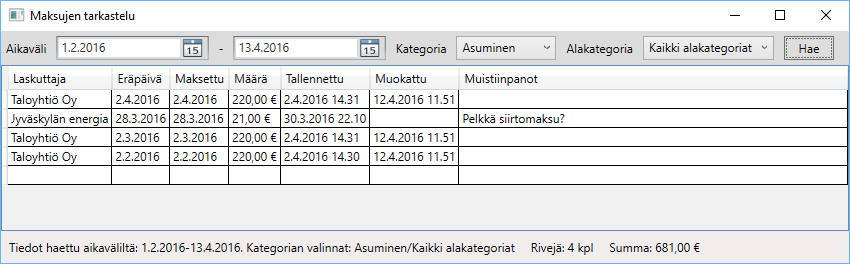 Maksujen tarkastelu
Aikaväli 1.2.2016 15 - 13.4.2016 15 Kategoria Asuminen Alakategoria Kaikki alakategoriat Hae
Laskuttaja Eräpäivä Maksettu Määrä Tallennettu Muokattu Muistiinpanot
Taloyhtiö Oy 2.4.2016 2.4.2016 220,00 € 2.4.2016 14.31 12.4.2016 11.51
Jyväskylän energia 28.3.2016 28.3.2016 21,00 € 30.3.2016 22.10 Pelkkä siirtomaksu?
Taloyhtiö Oy 2.3.2016 2.3.2016 220,00 € 2.4.2016 14.31 12.4.2016 11.51
Taloyhtiö Oy 2.2.2016 2.2.2016 220,00 € 2.4.2016 14.30 12.4.2016 11.51
Tiedot haettu aikaväliltä: 1.2.2016-13.4.2016. Kategorian valinnat: Asuminen/Kaikki alakategoriat Rivejä: 4 kpl Summa: 681,00 €